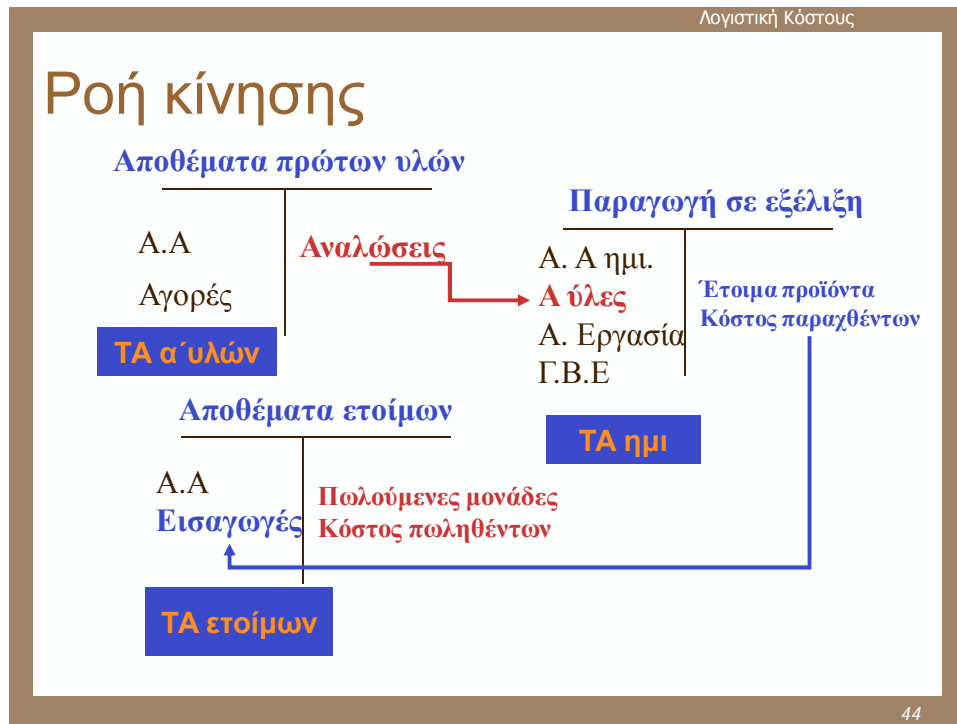 Λογιστική Κόστους
Ροή κίνησης
Αποθέματα πρώτων υλών
Α.Α
Αναλώσεις
Αγορές
ΤΑ α΄υλών
Παραγωγή σε εξέλιξη
Α. Α ημι.
Α ύλες
Α. Εργασία
Γ.Β.Ε
Έτοιμα προϊόντα
Κόστος παραχθέντων
ΤΑ ημι
Αποθέματα ετοίμων
Α.Α
Εισαγωγές
Πωλούμενες μονάδες
Κόστος πωληθέντων
ΤΑ ετοίμων
44